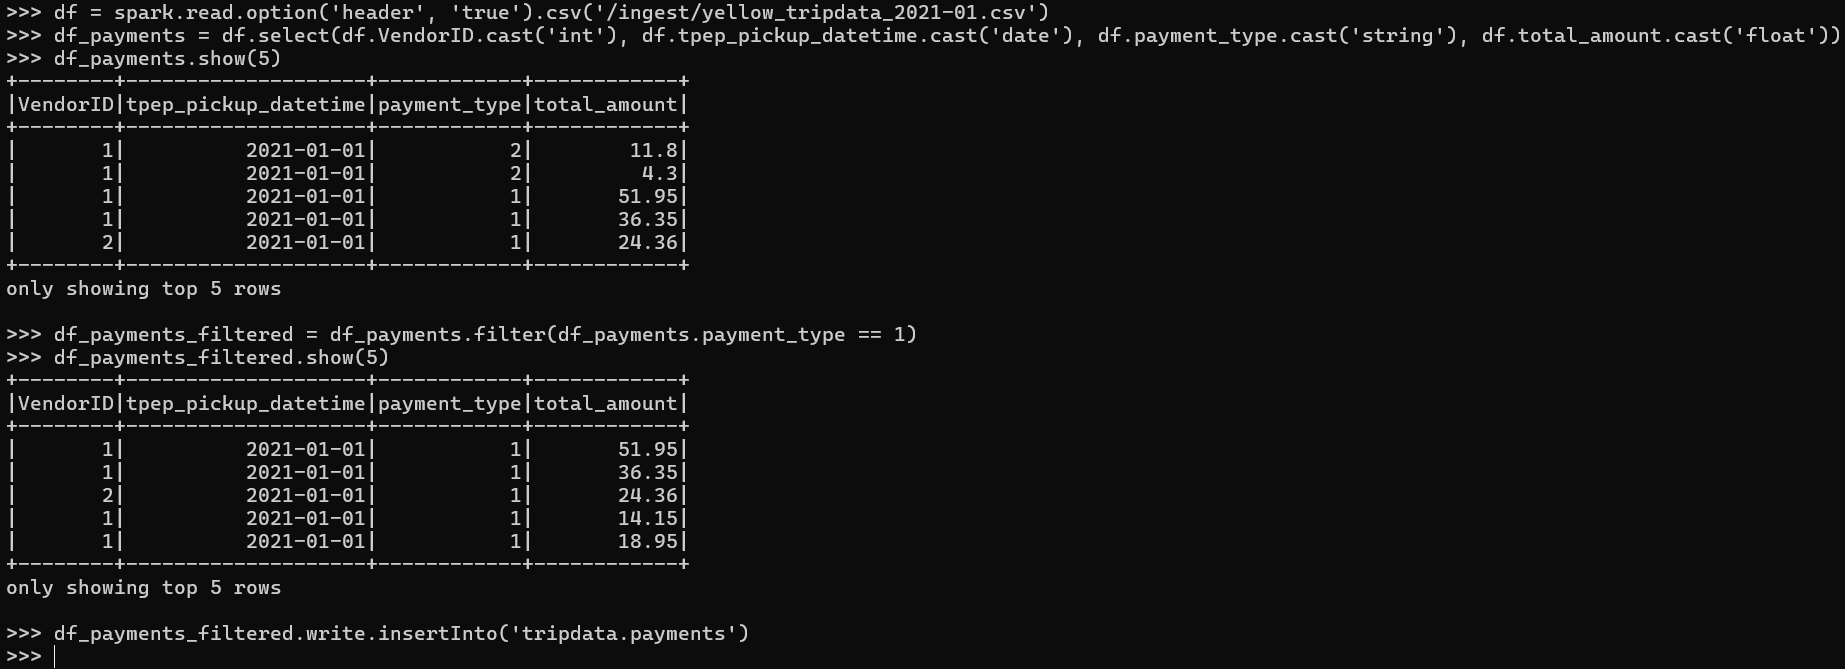 >>> df = spark.read.option('header', 'true').csv('/ingest/yellow_tripdata_2021-01.csv')
>>> df_payments = df.select(df.VendorID.cast('int'), df.tpep_pickup_datetime.cast('date'), df.payment_type.cast('string'), df.total_amount.cast('float'))
>>> df_payments.show(5)
+--------+--------------------+------------+------------+
|VendorID|tpep_pickup_datetime|payment_type|total_amount|
+--------+--------------------+------------+------------+
|       1|          2021-01-01|           2|        11.8|
|       1|          2021-01-01|           2|         4.3|
|       1|          2021-01-01|           1|       51.95|
|       1|          2021-01-01|           1|       36.35|
|       2|          2021-01-01|           1|       24.36|
+--------+--------------------+------------+------------+
only showing top 5 rows

>>> df_payments_filtered = df_payments.filter(df_payments.payment_type == 1)
>>> df_payments_filtered.show(5)
+--------+--------------------+------------+------------+
|VendorID|tpep_pickup_datetime|payment_type|total_amount|
+--------+--------------------+------------+------------+
|       1|          2021-01-01|           1|       51.95|
|       1|          2021-01-01|           1|       36.35|
|       2|          2021-01-01|           1|       24.36|
|       1|          2021-01-01|           1|       14.15|
|       1|          2021-01-01|           1|       18.95|
+--------+--------------------+------------+------------+
only showing top 5 rows

>>> df_payments_filtered.write.insertInto('tripdata.payments')
>>>